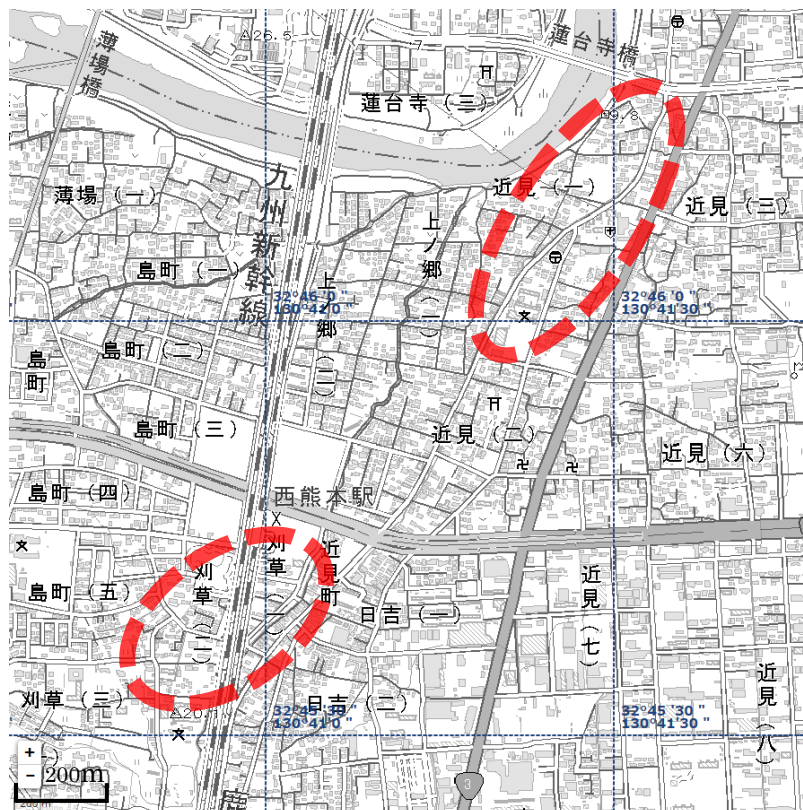 薄場橋
26.5
蓮台寺橋
蓮台寺(三)
9.8
薄場(一)
九州新幹線
近見(一)
近見(三)
島町(一)
上ノ郷(一)
32°46'0"
130°41'0"
32°46'0"
130°41'30"
島町
島町(二)
島町(三)
近見(二)
近見(六)
島町(四)
西熊本駅
刈草(一)
刈草(二)
近見町
島町(五)
日吉(一)
近見(七)
刈草(三)
日吉(二)
32°45'30"
130°41'0"
32°45'30"
130°41'30"
近見(八)
+
−
200m
3